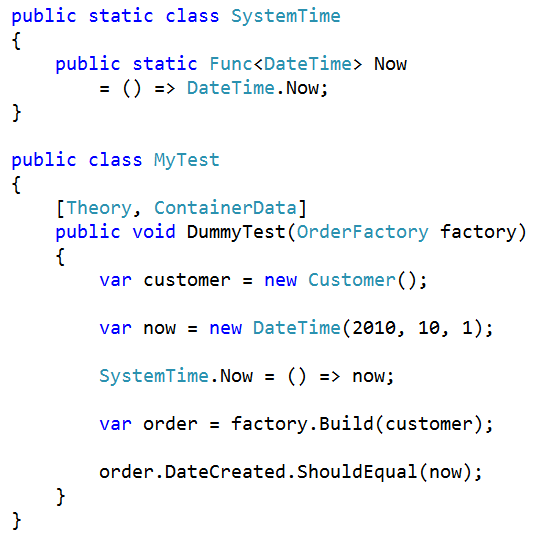 public static class SystemTime
{
    public static Func<DateTime> Now
        = () => DateTime.Now;
}

public class MyTest
{
    [Theory, ContainerData]
    public void DummyTest(OrderFactory factory)
    {
        var customer = new Customer();

        var now = new DateTime(2010, 10, 1);

        SystemTime.Now = () => now;

        var order = factory.Build(customer);

        order.DateCreated.ShouldEqual(now);
    }
}